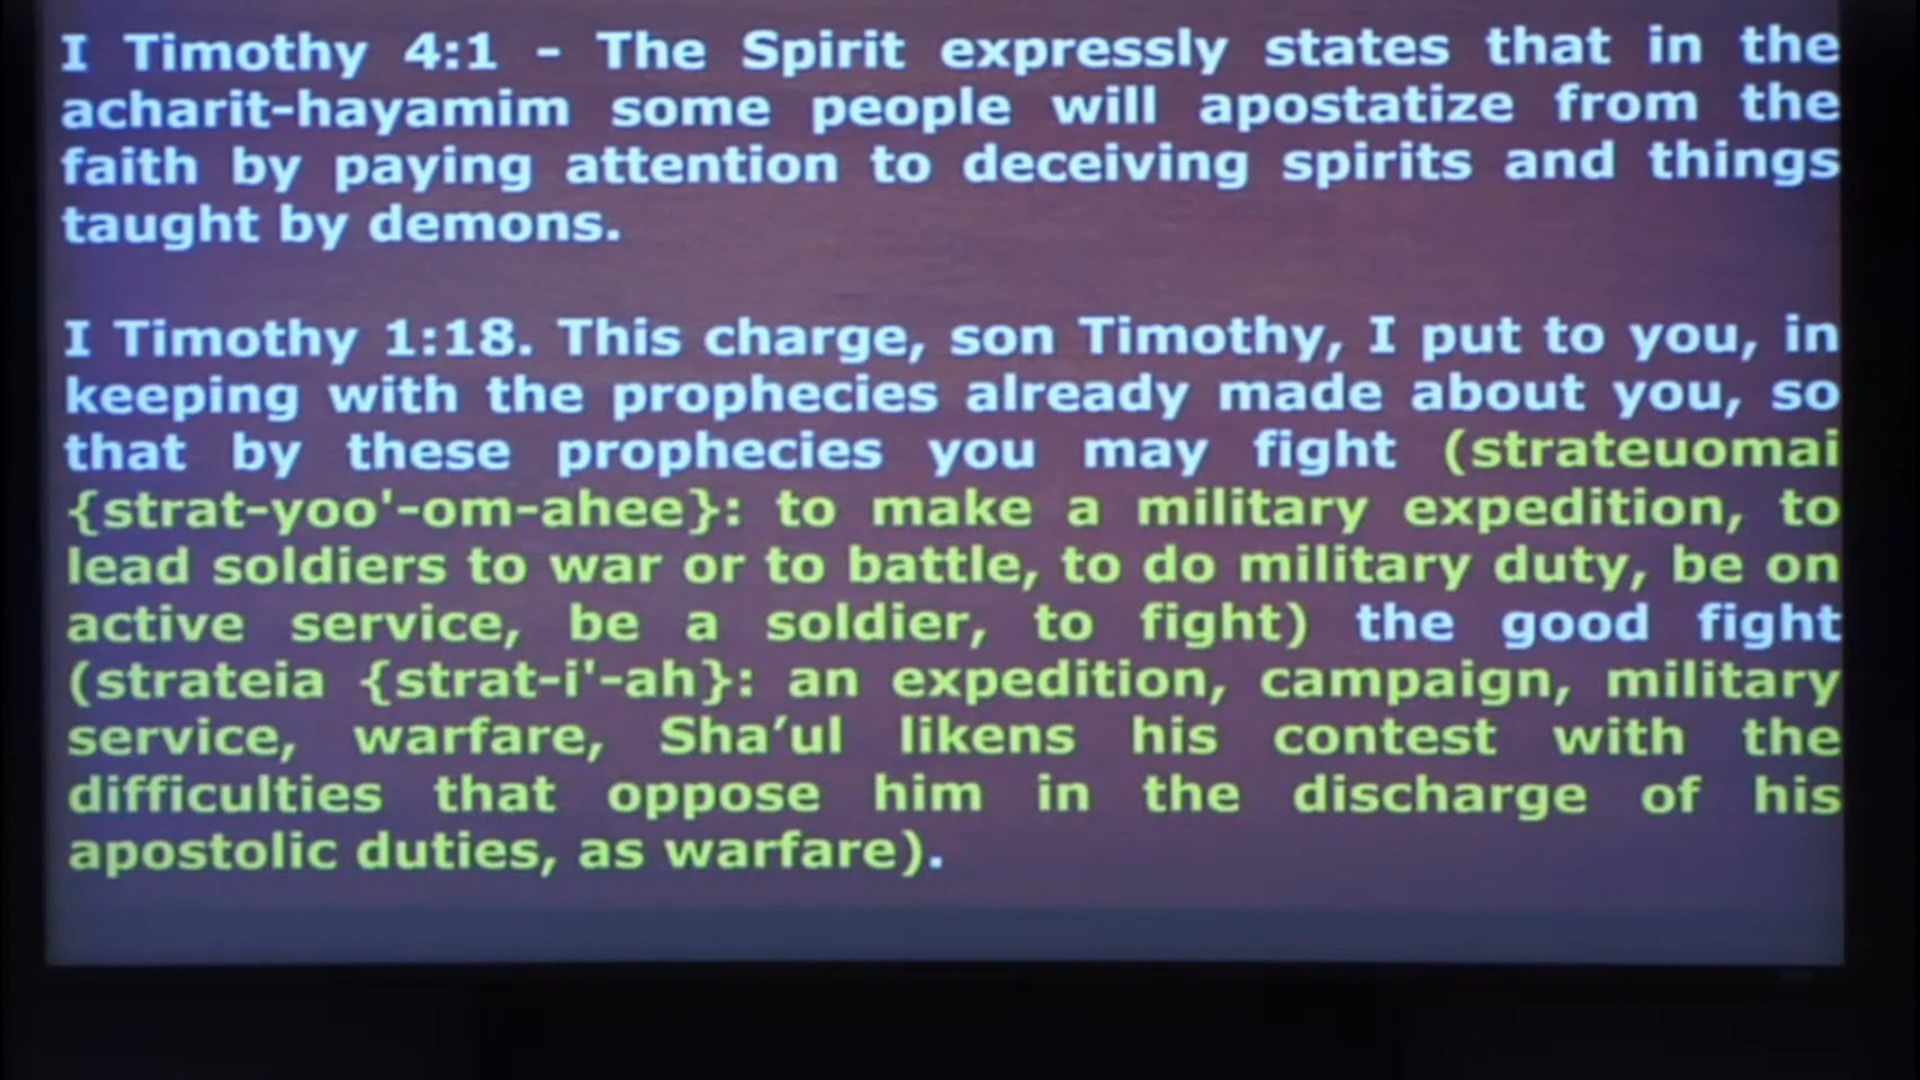 I Timothy 4:1 - The Spirit expressly states that in the
acharit-hayamim some people will apostatize from the
faith by paying attention to deceiving spirits and things
taught by demons.
I Timothy 1:18. This charge, son Timothy, I put to you, in
keeping with the prophecies already made about you, so
that by these prophecies you may fight (strateuomai
{strat-yoo'-om-ahee}: to make a military expedition, to
lead soldiers to war or to battle, to do military duty, be on
active service, be a soldier, to fight) the good fight
(strateia {strat-i'-ah}: an expedition, campaign, military
service, warfare, Sha’ul likens his contest with the
difficulties that oppose him in the discharge of his
apostolic duties, as warfare).